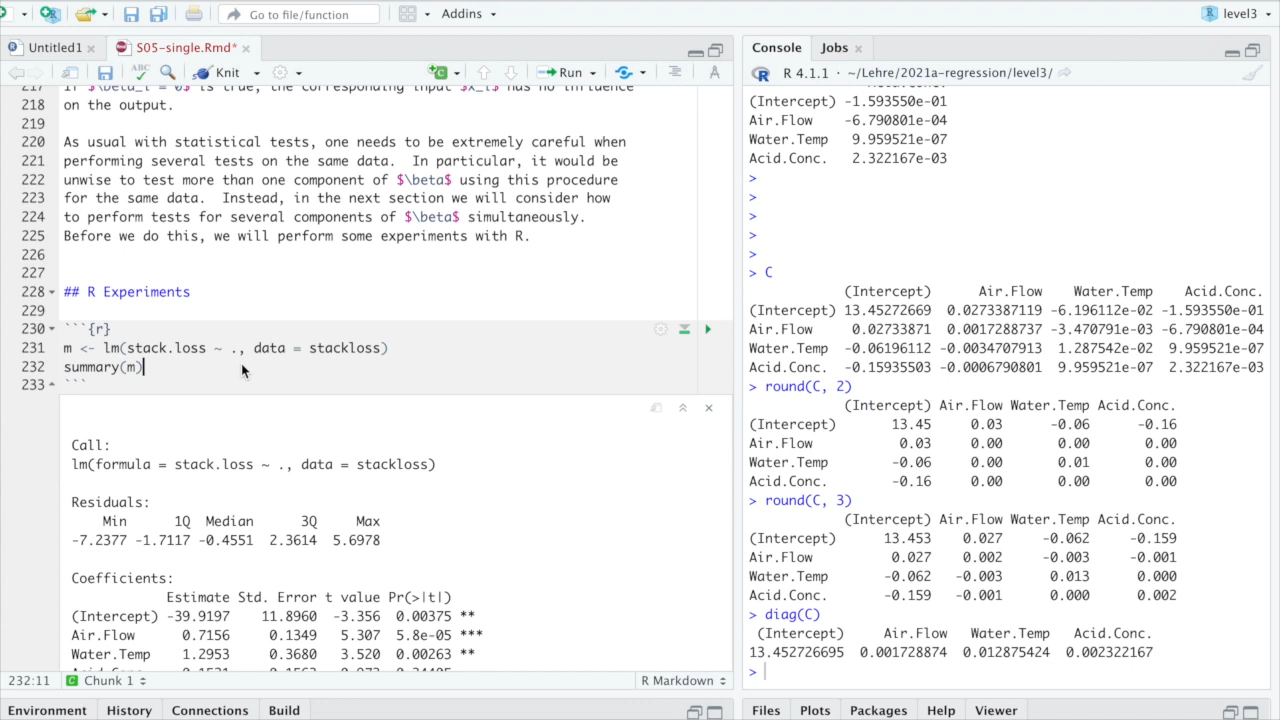 Go to file/function
Addins
level3
Untitled1
S05-single.Rmd*
ABC
Knit
Run
217 If $\beta_i = 0$ is true, the corresponding input $x_i$ has no influence
218 on the output.
219
220 As usual with statistical tests, one needs to be extremely careful when
221 performing several tests on the same data.  In particular, it would be
222 unwise to test more than one component of $\beta$ using this procedure
223 for the same data.  Instead, in the next section we will consider how
224 to perform tests for several components of $\beta$ simultaneously.
225 Before we do this, we will perform some experiments with R.
226
227
228 ## R Experiments
229
230 ```{r}
231 m <- lm(stack.loss ~ ., data = stackloss)
232 summary(m)
233 ```
Call:
lm(formula = stack.loss ~ ., data = stackloss)
Residuals:
Min 1Q Median 3Q Max
-7.2377 -1.7117 -0.4551 2.3614 5.6978
Coefficients:
Estimate Std. Error t value Pr(>|t|)
(Intercept) -39.9197 11.8960 -3.356 0.00375 **
Air.Flow 0.7156 0.1349 5.307 5.8e-05 ***
Water.Temp 1.2953 0.3680 3.520 0.00263 **
232:11 C Chunk 1 R Markdown
Environment History Connections Build
Console Jobs
R 4.1.1 · ~/Lehre/2021a-regression/level3/
(Intercept) -1.593550e-01
Air.Flow -6.790801e-04
Water.Temp 9.959521e-07
Acid.Conc. 2.322167e-03
>
>
>
>
>
> C
(Intercept) Air.Flow Water.Temp Acid.Conc.
(Intercept) 13.45272669 0.0273387119 -6.196112e-02 -1.593550e-01
Air.Flow 0.02733871 0.0017288737 -3.470791e-03 -6.790801e-04
Water.Temp -0.06196112 -0.0034707913 1.287542e-02 9.959521e-07
Acid.Conc. -0.15935503 -0.0006790801 9.959521e-07 2.322167e-03
> round(C, 2)
(Intercept) Air.Flow Water.Temp Acid.Conc.
(Intercept) 13.45 0.03 -0.06 -0.16
Air.Flow 0.03 0.00 0.00 0.00
Water.Temp -0.06 0.00 0.01 0.00
Acid.Conc. -0.16 0.00 0.00 0.00
> round(C, 3)
(Intercept) Air.Flow Water.Temp Acid.Conc.
(Intercept) 13.453 0.027 -0.062 -0.159
Air.Flow 0.027 0.002 -0.003 -0.001
Water.Temp -0.062 -0.003 0.013 0.000
Acid.Conc. -0.159 -0.001 0.000 0.002
> diag(C)
(Intercept) Air.Flow Water.Temp Acid.Conc.
13.452726695 0.001728874 0.012875424 0.002322167
>
Files Plots Packages Help Viewer